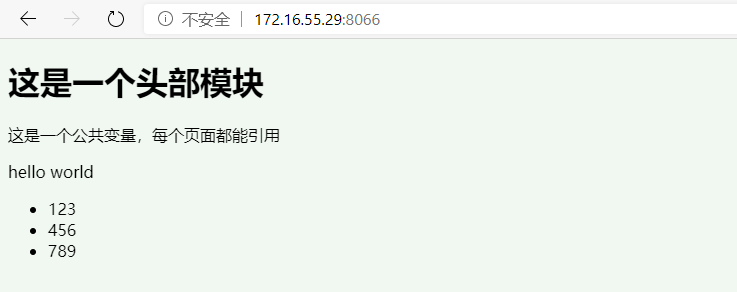 不安全 172.16.55.29:8066
这是一个头部模块
这是一个公共变量，每个页面都能引用
hello world
123
456
789